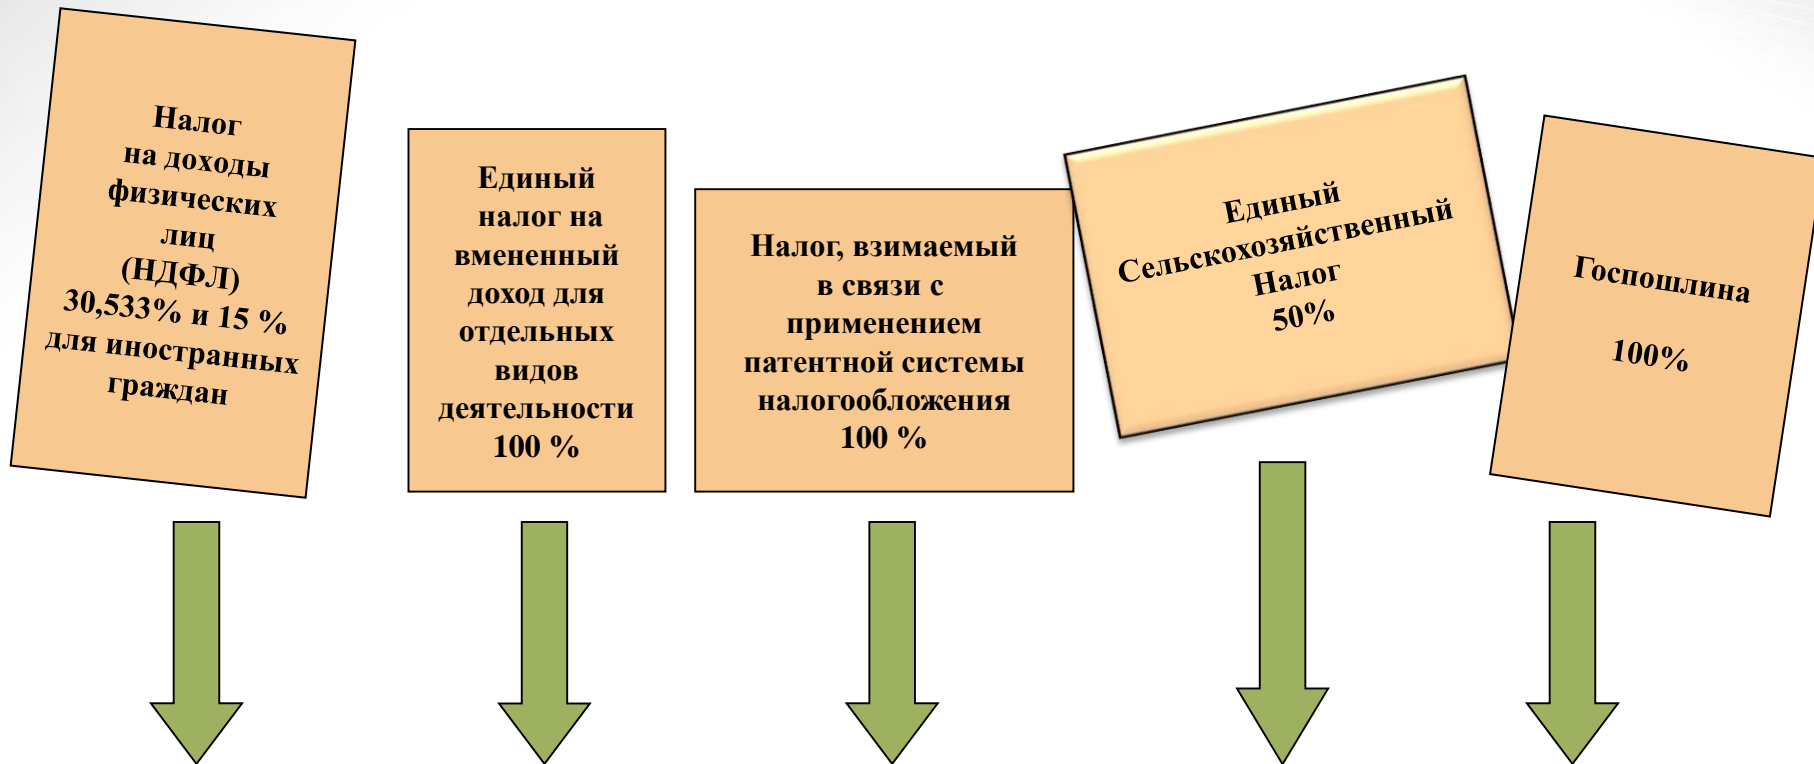 Налог
на доходы
физических
лиц
(НДФЛ)
30,533% и 15 %
для иностранных
граждан
Единый
налог на
вмененный
доход для
отдельных
видов
деятельности
100 %
Налог, взимаемый
в связи с
применением
патентной системы
налогообложения
100 %
Единый
Сельскохозяйственный
Налог
50%
Госпошлина
100%